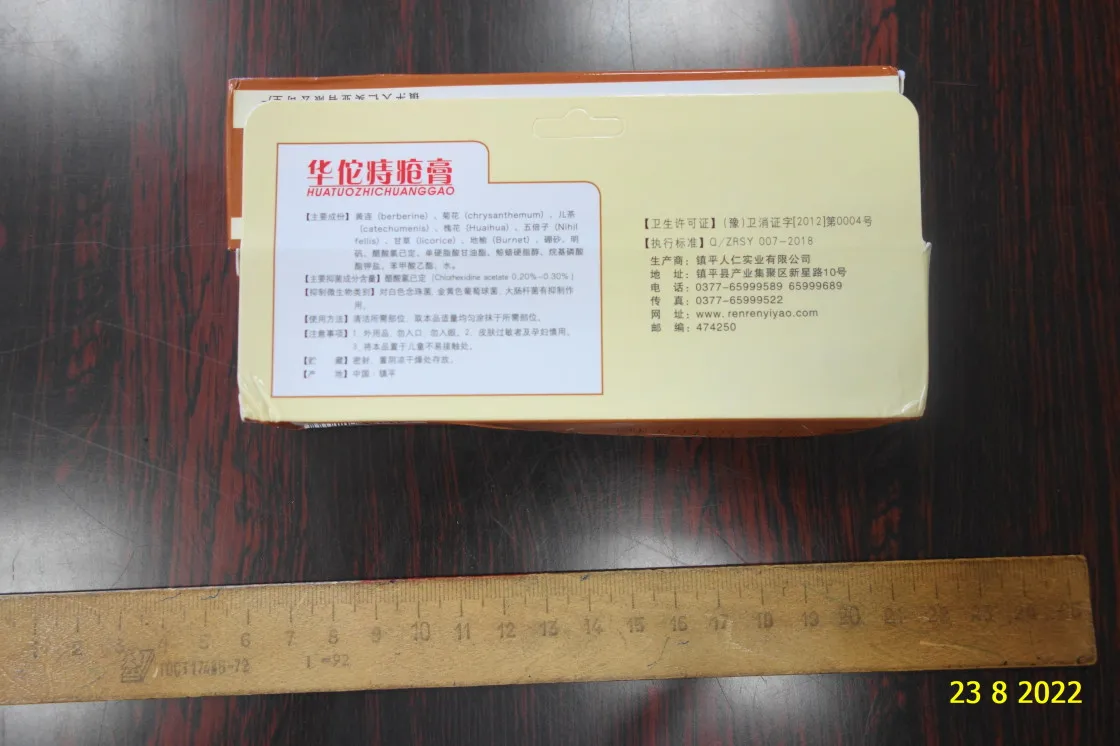 华佗痔疮膏
HUATUOZHICHUANGGAO
【主要成份】黄连（berberine）、菊花（chrysanthemum）、儿茶
（catechumenis）、槐花（Huaihua）、五倍子（Nihil
fellis）、甘草（licorice）、地榆（Burnet）、硼砂、明
矾、醋酸氯已定、单硬脂酸甘油酯、鲸蜡硬脂醇、烷基磷酸
酯钾盐、苯甲酸乙酯、水。
【主要抑菌成分含量】醋酸氯已定（Chlorhexidine acetate 0.20%-0.30%）
【抑制微生物类别】对白色念珠菌、金黄色葡萄球菌、大肠杆菌有抑制作
用。
【使用方法】清洁所需部位，取本品适量均匀涂抹于所需部位。
【注意事项】1、外用品，勿入口、勿入眼。2、皮肤过敏者及孕妇慎用。
3、将本品置于儿童不易接触处。
【贮 藏】密封，置阴凉干燥处存放。
【产 地】中国·镇平
【卫生许可证】（豫）卫消证字[2012]第0004号
【执行标准】Q/ZRSY 007-2018
生产商：镇平人仁实业有限公司
地 址：镇平县产业集聚区新星路10号
电 话：0377-65999589 65999689
传 真：0377-65999522
网 址：www.renrenyiyao.com
邮 编：474250
2 3 4 5 6 7 8 9 10 11 12 13 14 15 16 17 18 19 20 21 22 23 24 25
23 8 2022